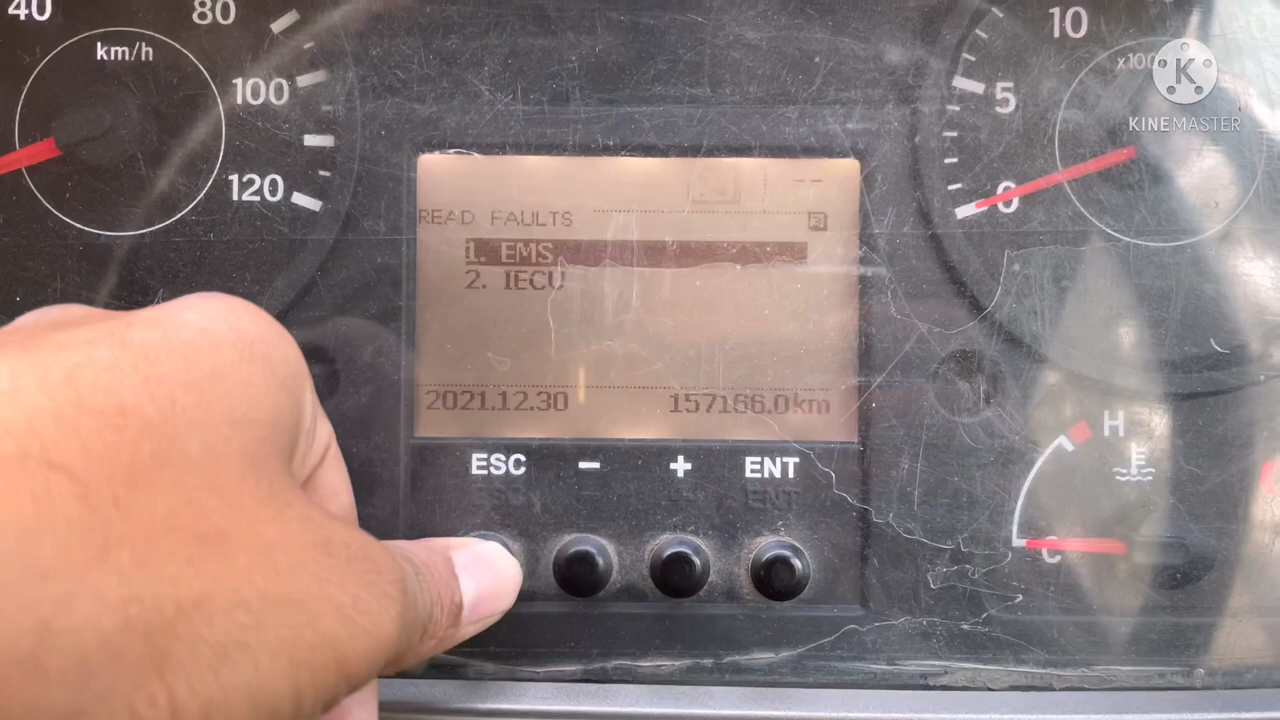 40
80
km/h
100
120
10
x100
5
0
K
KINEMASTER
READ FAULTS
1. EMS
2. IECU
2021.12.30 157166.0km
ESC - + ENT
H
C